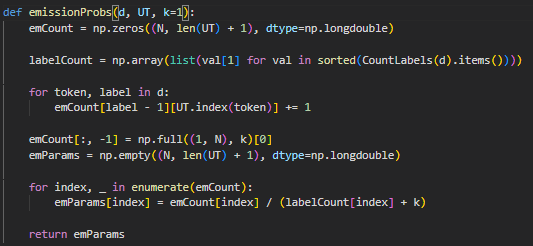 def emissionProbs(d, UT, k=1):
    emCount = np.zeros((N, len(UT) + 1), dtype=np.longdouble)
    labelCount = np.array(list(val[1] for val in sorted(CountLabels(d).items())))
    for token, label in d:
        emCount[label - 1][UT.index(token)] += 1
    emCount[:, -1] = np.full((1, N), k)[0]
    emParams = np.empty((N, len(UT) + 1), dtype=np.longdouble)
    for index, _ in enumerate(emCount):
        emParams[index] = emCount[index] / (labelCount[index] + k)
    return emParams